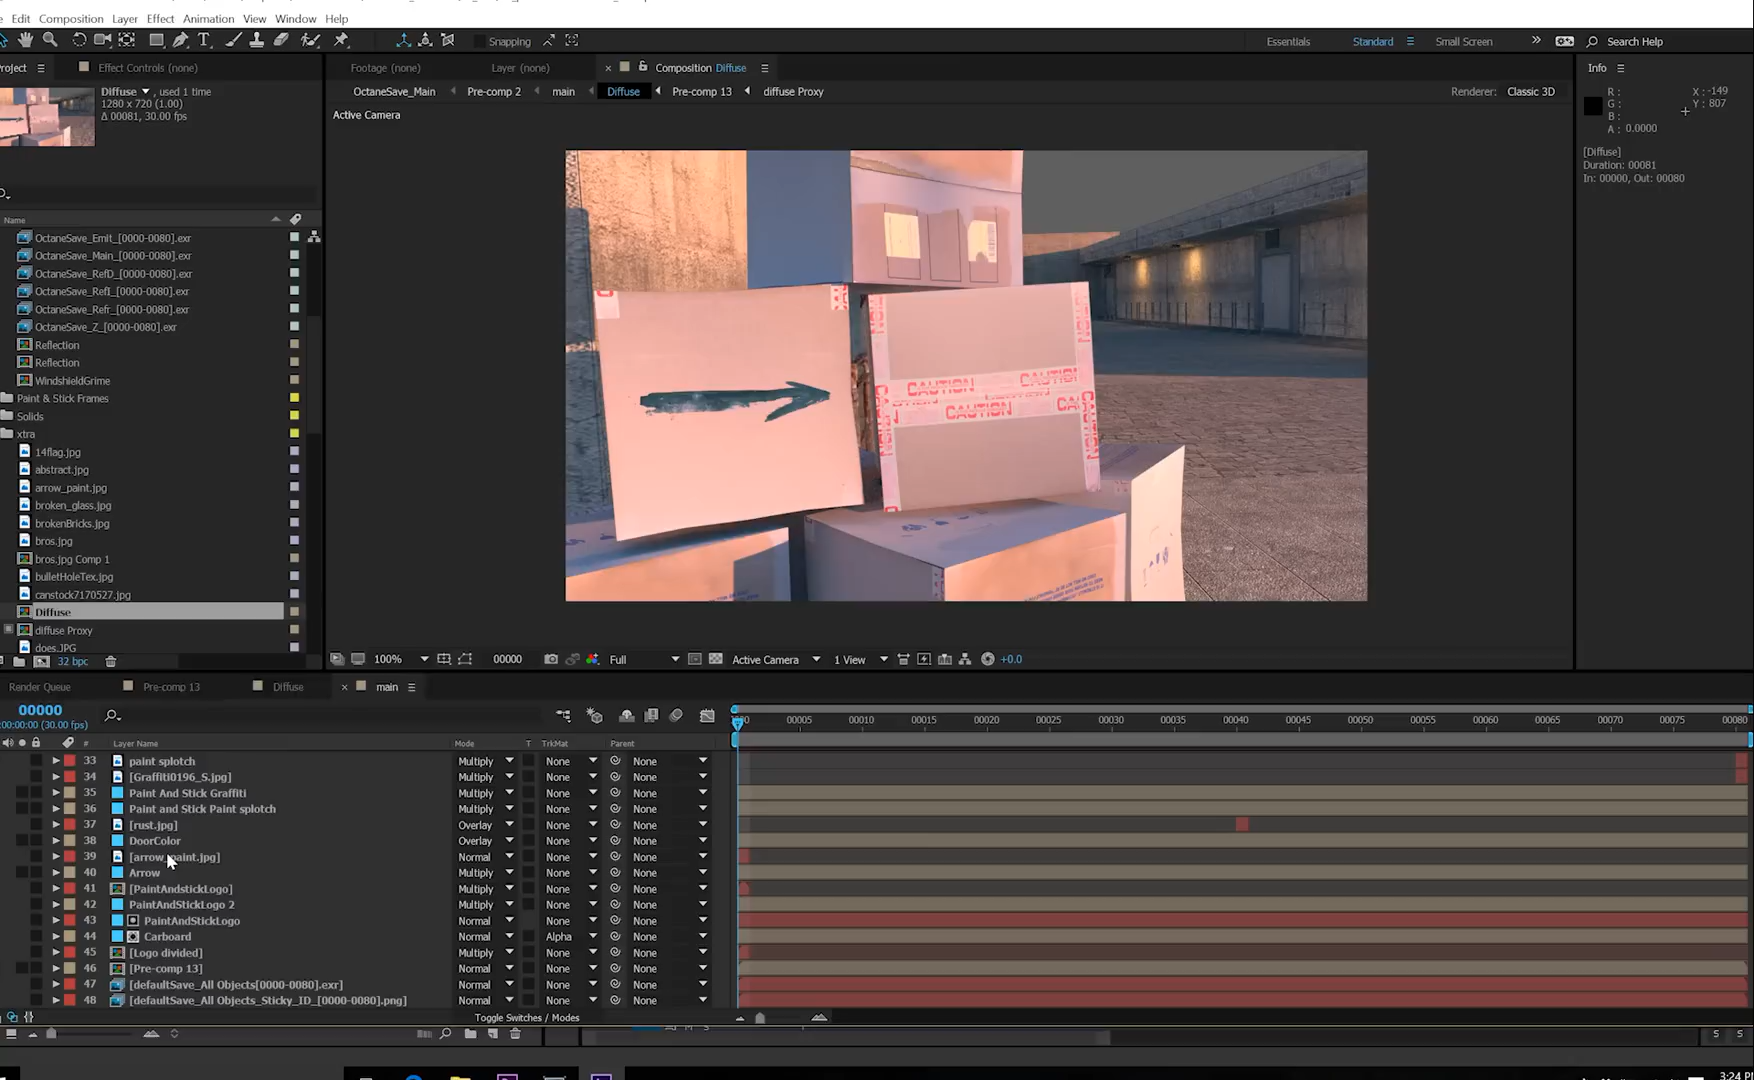 Edit Composition Layer Effect Animation View Window Help
Snapping
Essentials Standard Small Screen Search Help
Effect Controls (none)
Footage (none) Layer (none) Composition Diffuse
Info
OctaneSave_Main Pre-comp 2 main Diffuse Pre-comp 13 diffuse Proxy
Renderer: Classic 3D
Active Camera
Diffuse , used 1 time
1280 x 720 (1.00)
Δ 00081, 30.00 fps
R :
G :
B :
A : 0.0000
X : -149
Y : 807
[Diffuse]
Duration: 00081
In: 00000, Out: 00080
Name
OctaneSave_Emit_[0000-0080].exr
OctaneSave_Main_[0000-0080].exr
OctaneSave_RefD_[0000-0080].exr
OctaneSave_RefI_[0000-0080].exr
OctaneSave_Refr_[0000-0080].exr
OctaneSave_Z_[0000-0080].exr
Reflection
Reflection
WindshieldGrime
Paint & Stick Frames
Solids
xtra
14flag.jpg
abstract.jpg
arrow_paint.jpg
broken_glass.jpg
brokenBricks.jpg
bros.jpg
bros.jpg Comp 1
bulletHoleTex.jpg
canstock7170527.jpg
Diffuse
diffuse Proxy
does.JPG
32 bpc
CAUTION
CAUTION
CAUTION
100% 00000 Full Active Camera 1 View +0.0
Render Queue Pre-comp 13 Diffuse main
00000
0:00:00:00 (30.00 fps)
00005 00010 00015 00020 00025 00030 00035 00040 00045 00050 00055 00060 00065 00070 00075 00080
# Layer Name Mode T TrkMat Parent
33 paint splotch Multiply None None
34 [Graffiti0196_S.jpg] Multiply None None
35 Paint And Stick Graffiti Multiply None None
36 Paint and Stick Paint splotch Multiply None None
37 [rust.jpg] Overlay None None
38 DoorColor Overlay None None
39 [arrow_paint.jpg] Normal None None
40 Arrow Multiply None None
41 [PaintAndstickLogo] Multiply None None
42 PaintAndStickLogo 2 Multiply None None
43 PaintAndStickLogo Normal None None
44 Carboard Normal Alpha None
45 [Logo divided] Multiply None None
46 [Pre-comp 13] Normal None None
47 [defaultSave_All Objects[0000-0080].exr] Normal None None
48 [defaultSave_All Objects_Sticky_ID_[0000-0080].png] Normal None None
Toggle Switches / Modes
S S